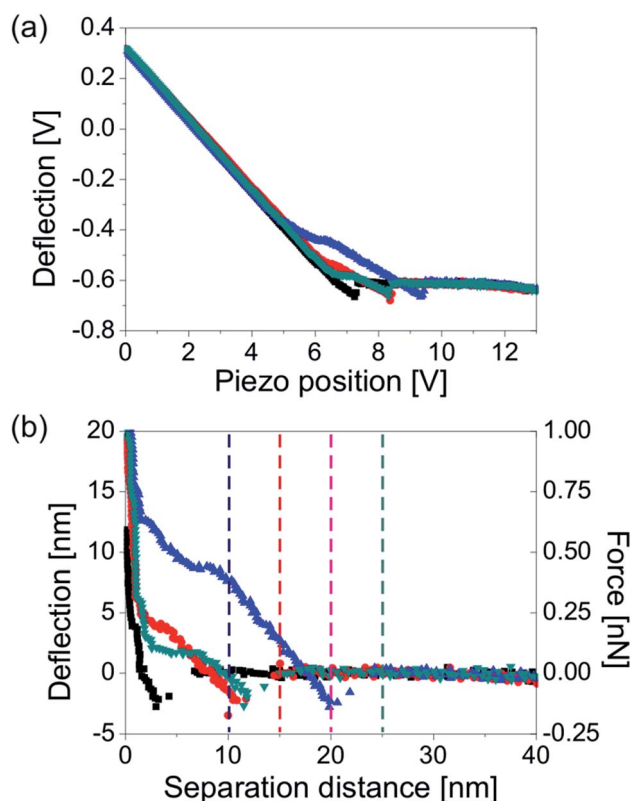 (a)
0.4
0.2
0.0
-0.2
-0.4
-0.6
-0.8
Deflection [V]
0 2 4 6 8 10 12
Piezo position [V]
(b)
20
15
10
5
0
-5
Deflection [nm]
1.00
0.75
0.50
0.25
0.00
-0.25
Force [nN]
0 10 20 30 40
Separation distance [nm]